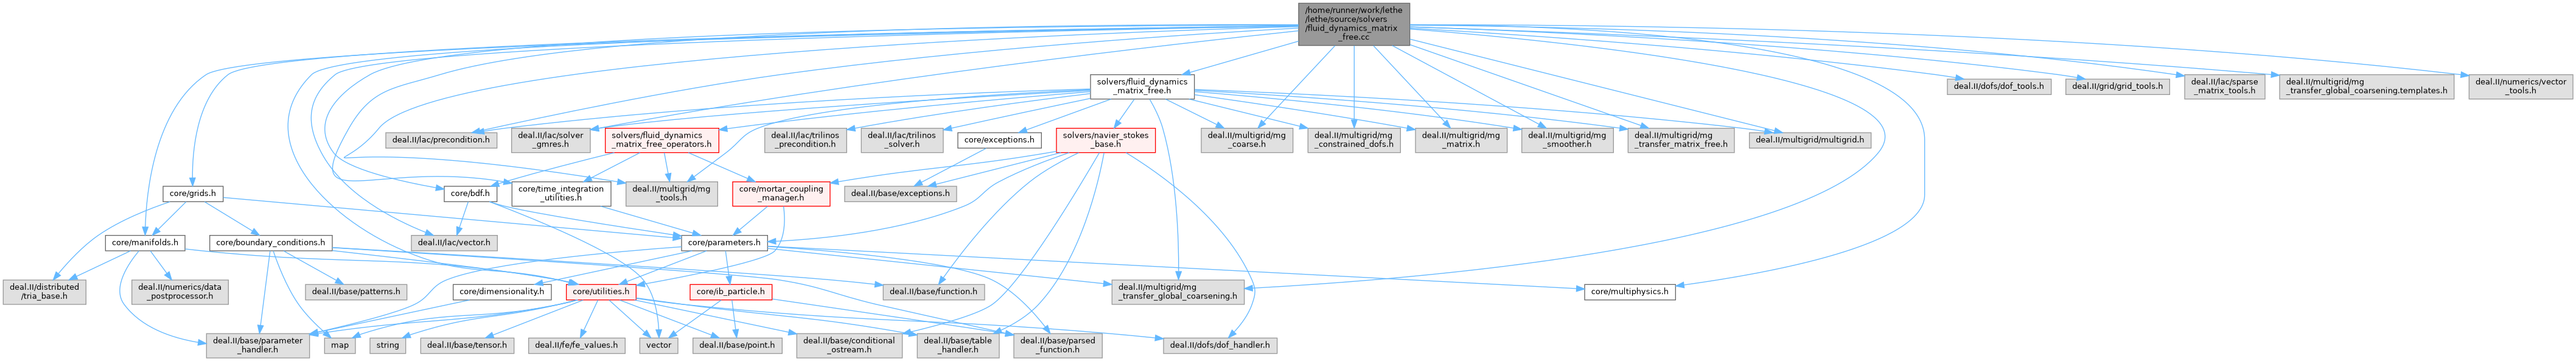 /home/runner/work/lethe
/lethe/source/solvers
/fluid_dynamics_matrix
_free.cc
solvers/fluid_dynamics
_matrix_free.h
deal.II/dofs/dof_tools.h
deal.II/grid/grid_tools.h
deal.II/lac/sparse
_matrix_tools.h
deal.II/multigrid/mg
_transfer_global_coarsening.templates.h
deal.II/numerics/vector
_tools.h
deal.II/lac/precondition.h
deal.II/lac/solver
_gmres.h
solvers/fluid_dynamics
_matrix_free_operators.h
deal.II/lac/trilinos
_precondition.h
deal.II/lac/trilinos
_solver.h
core/exceptions.h
solvers/navier_stokes
_base.h
deal.II/multigrid/mg
_coarse.h
deal.II/multigrid/mg
_constrained_dofs.h
deal.II/multigrid/mg
_matrix.h
deal.II/multigrid/mg
_smoother.h
deal.II/multigrid/mg
_transfer_matrix_free.h
deal.II/multigrid/multigrid.h
core/grids.h
core/bdf.h
core/time_integration
_utilities.h
deal.II/multigrid/mg
_tools.h
core/mortar_coupling
_manager.h
deal.II/base/exceptions.h
core/manifolds.h
core/boundary_conditions.h
deal.II/lac/vector.h
core/parameters.h
deal.II/distributed
/tria_base.h
deal.II/numerics/data
_postprocessor.h
deal.II/base/patterns.h
core/dimensionality.h
core/utilities.h
core/ib_particle.h
deal.II/base/function.h
deal.II/multigrid/mg
_transfer_global_coarsening.h
core/multiphysics.h
deal.II/base/parameter
_handler.h
map
string
deal.II/base/tensor.h
deal.II/fe/fe_values.h
vector
deal.II/base/point.h
deal.II/base/conditional
_ostream.h
deal.II/base/table
_handler.h
deal.II/base/parsed
_function.h
deal.II/dofs/dof_handler.h